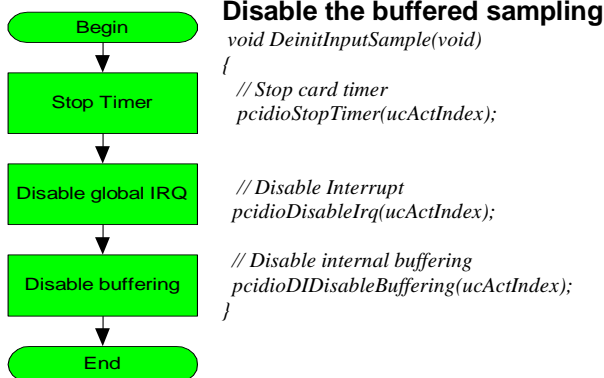 Disable the buffered sampling
Begin
void DeinitInputSample(void)
{
Stop Timer
// Stop card timer
pcidioStopTimer(ucActIndex);
Disable global IRQ
// Disable Interrupt
pcidioDisableIrq(ucActIndex);
Disable buffering
// Disable internal buffering
pcidioDIDisableBuffering(ucActIndex);
}
End